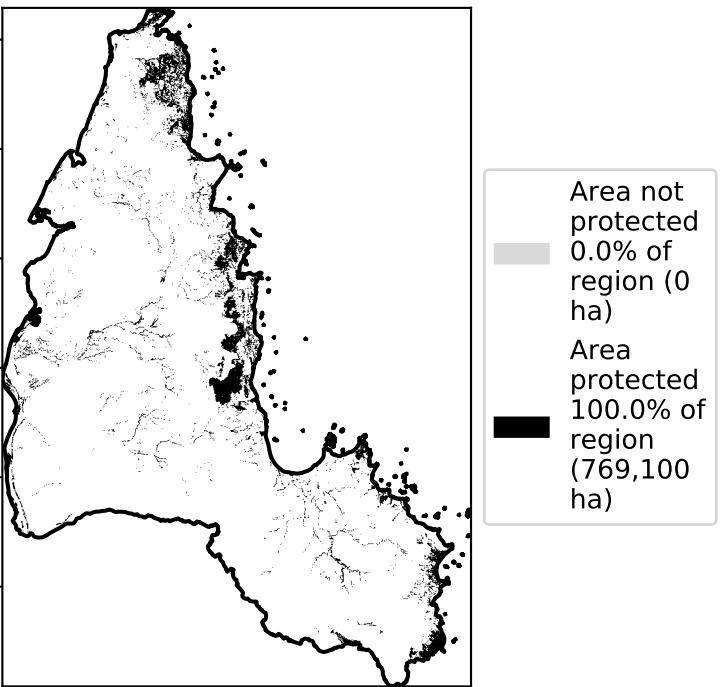 Area not
protected
0.0% of
region (0
ha)
Area
protected
100.0% of
region
(769,100
ha)